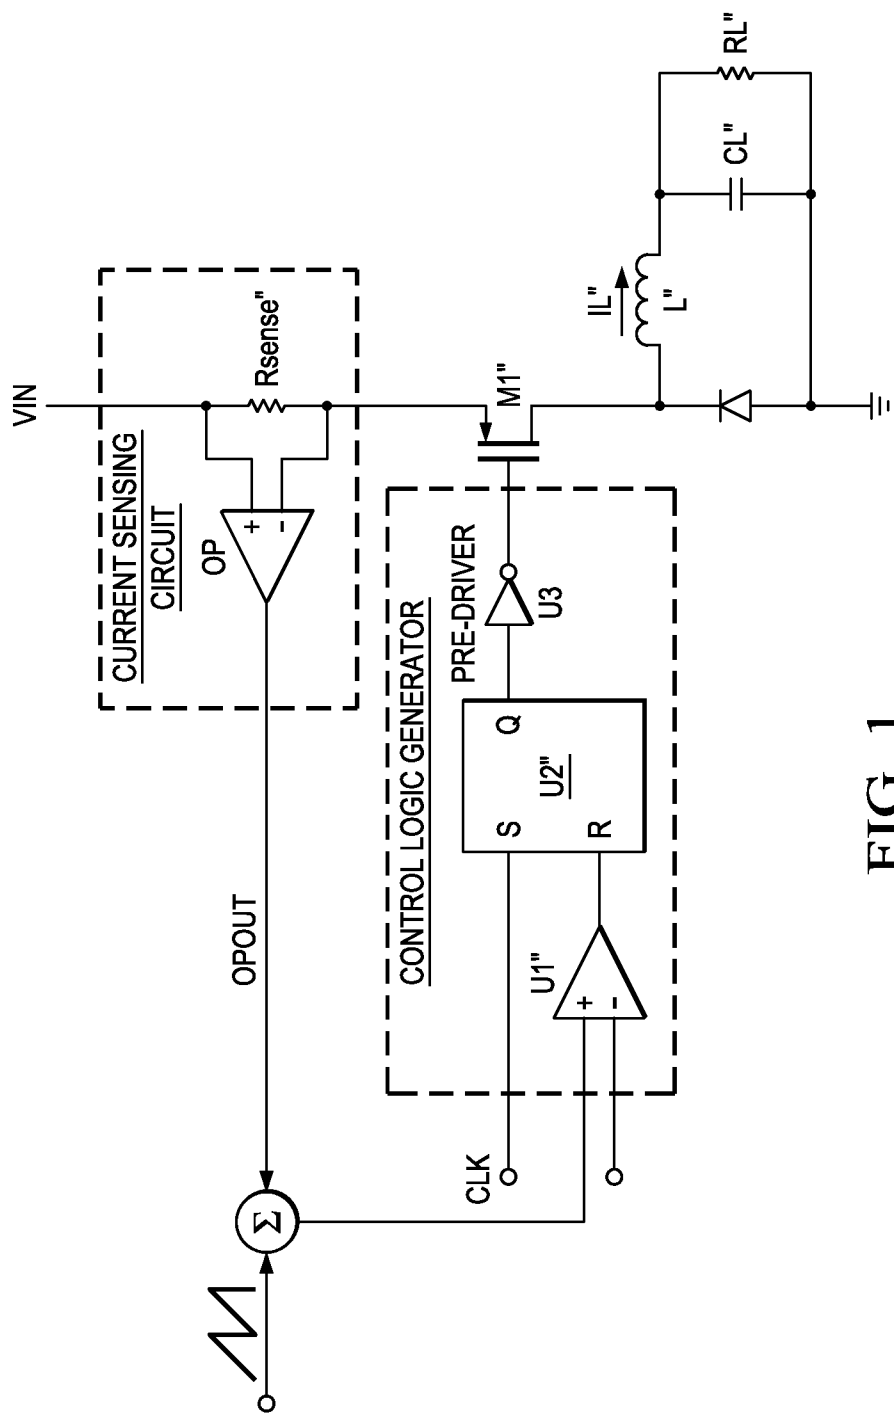 VIN
CURRENT SENSING
CIRCUIT
Rsense"
+
-
OP
OPOUT
Σ
CONTROL LOGIC GENERATOR
PRE-DRIVER
U3
M1"
S
Q
U2"
R
U1"
+
-
CLK
IL"
L"
CL"
RL"
FIG. 1